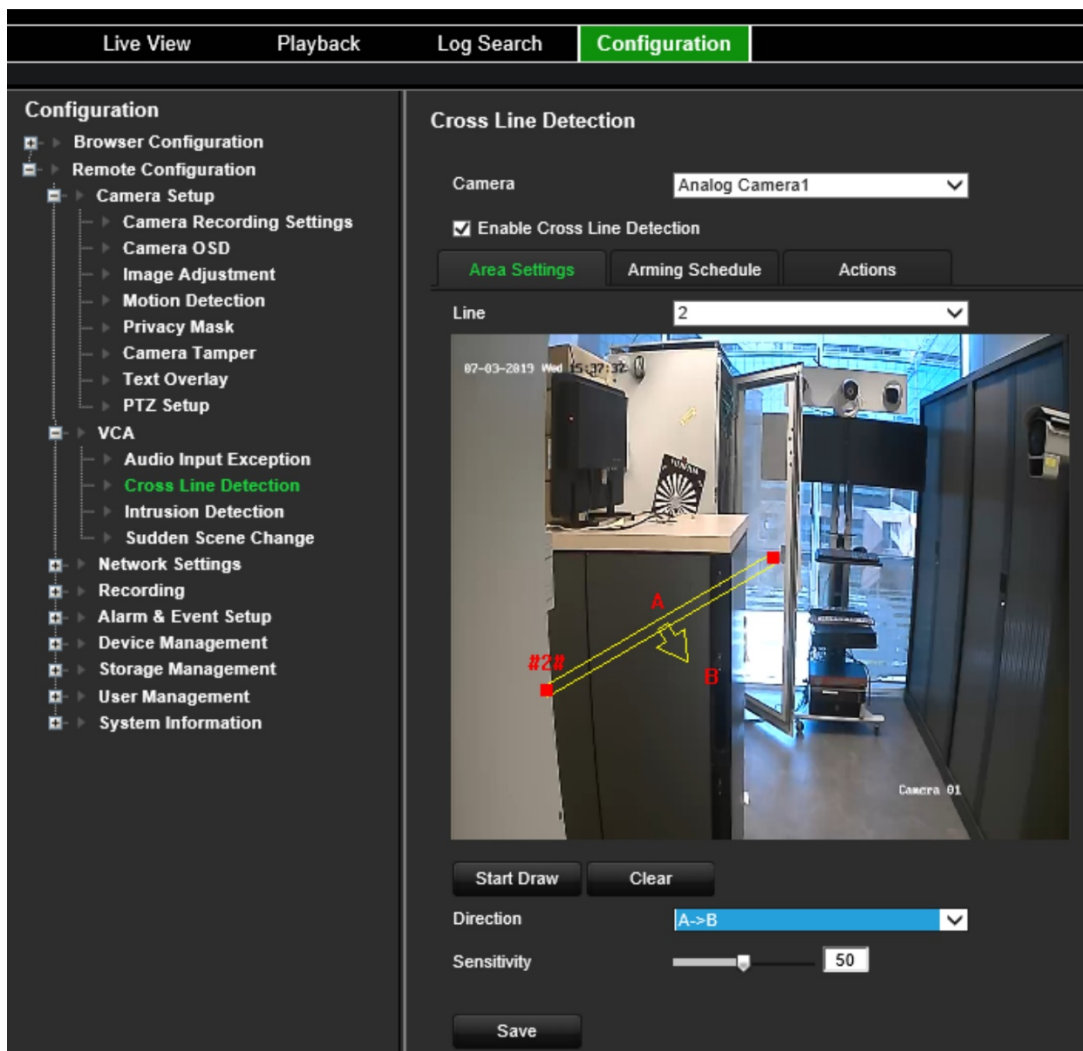 Live View Playback Log Search Configuration
Configuration
Browser Configuration
Remote Configuration
Camera Setup
Camera Recording Settings
Camera OSD
Image Adjustment
Motion Detection
Privacy Mask
Camera Tamper
Text Overlay
PTZ Setup
VCA
Audio Input Exception
Cross Line Detection
Intrusion Detection
Sudden Scene Change
Network Settings
Recording
Alarm & Event Setup
Device Management
Storage Management
User Management
System Information
Cross Line Detection
Camera Analog Camera1
Enable Cross Line Detection
Area Settings Arming Schedule Actions
Line 2
07-03-2019 Wed 15:37:37
A
#2#
B
Camera 01
Start Draw Clear
Direction A->B
Sensitivity 50
Save